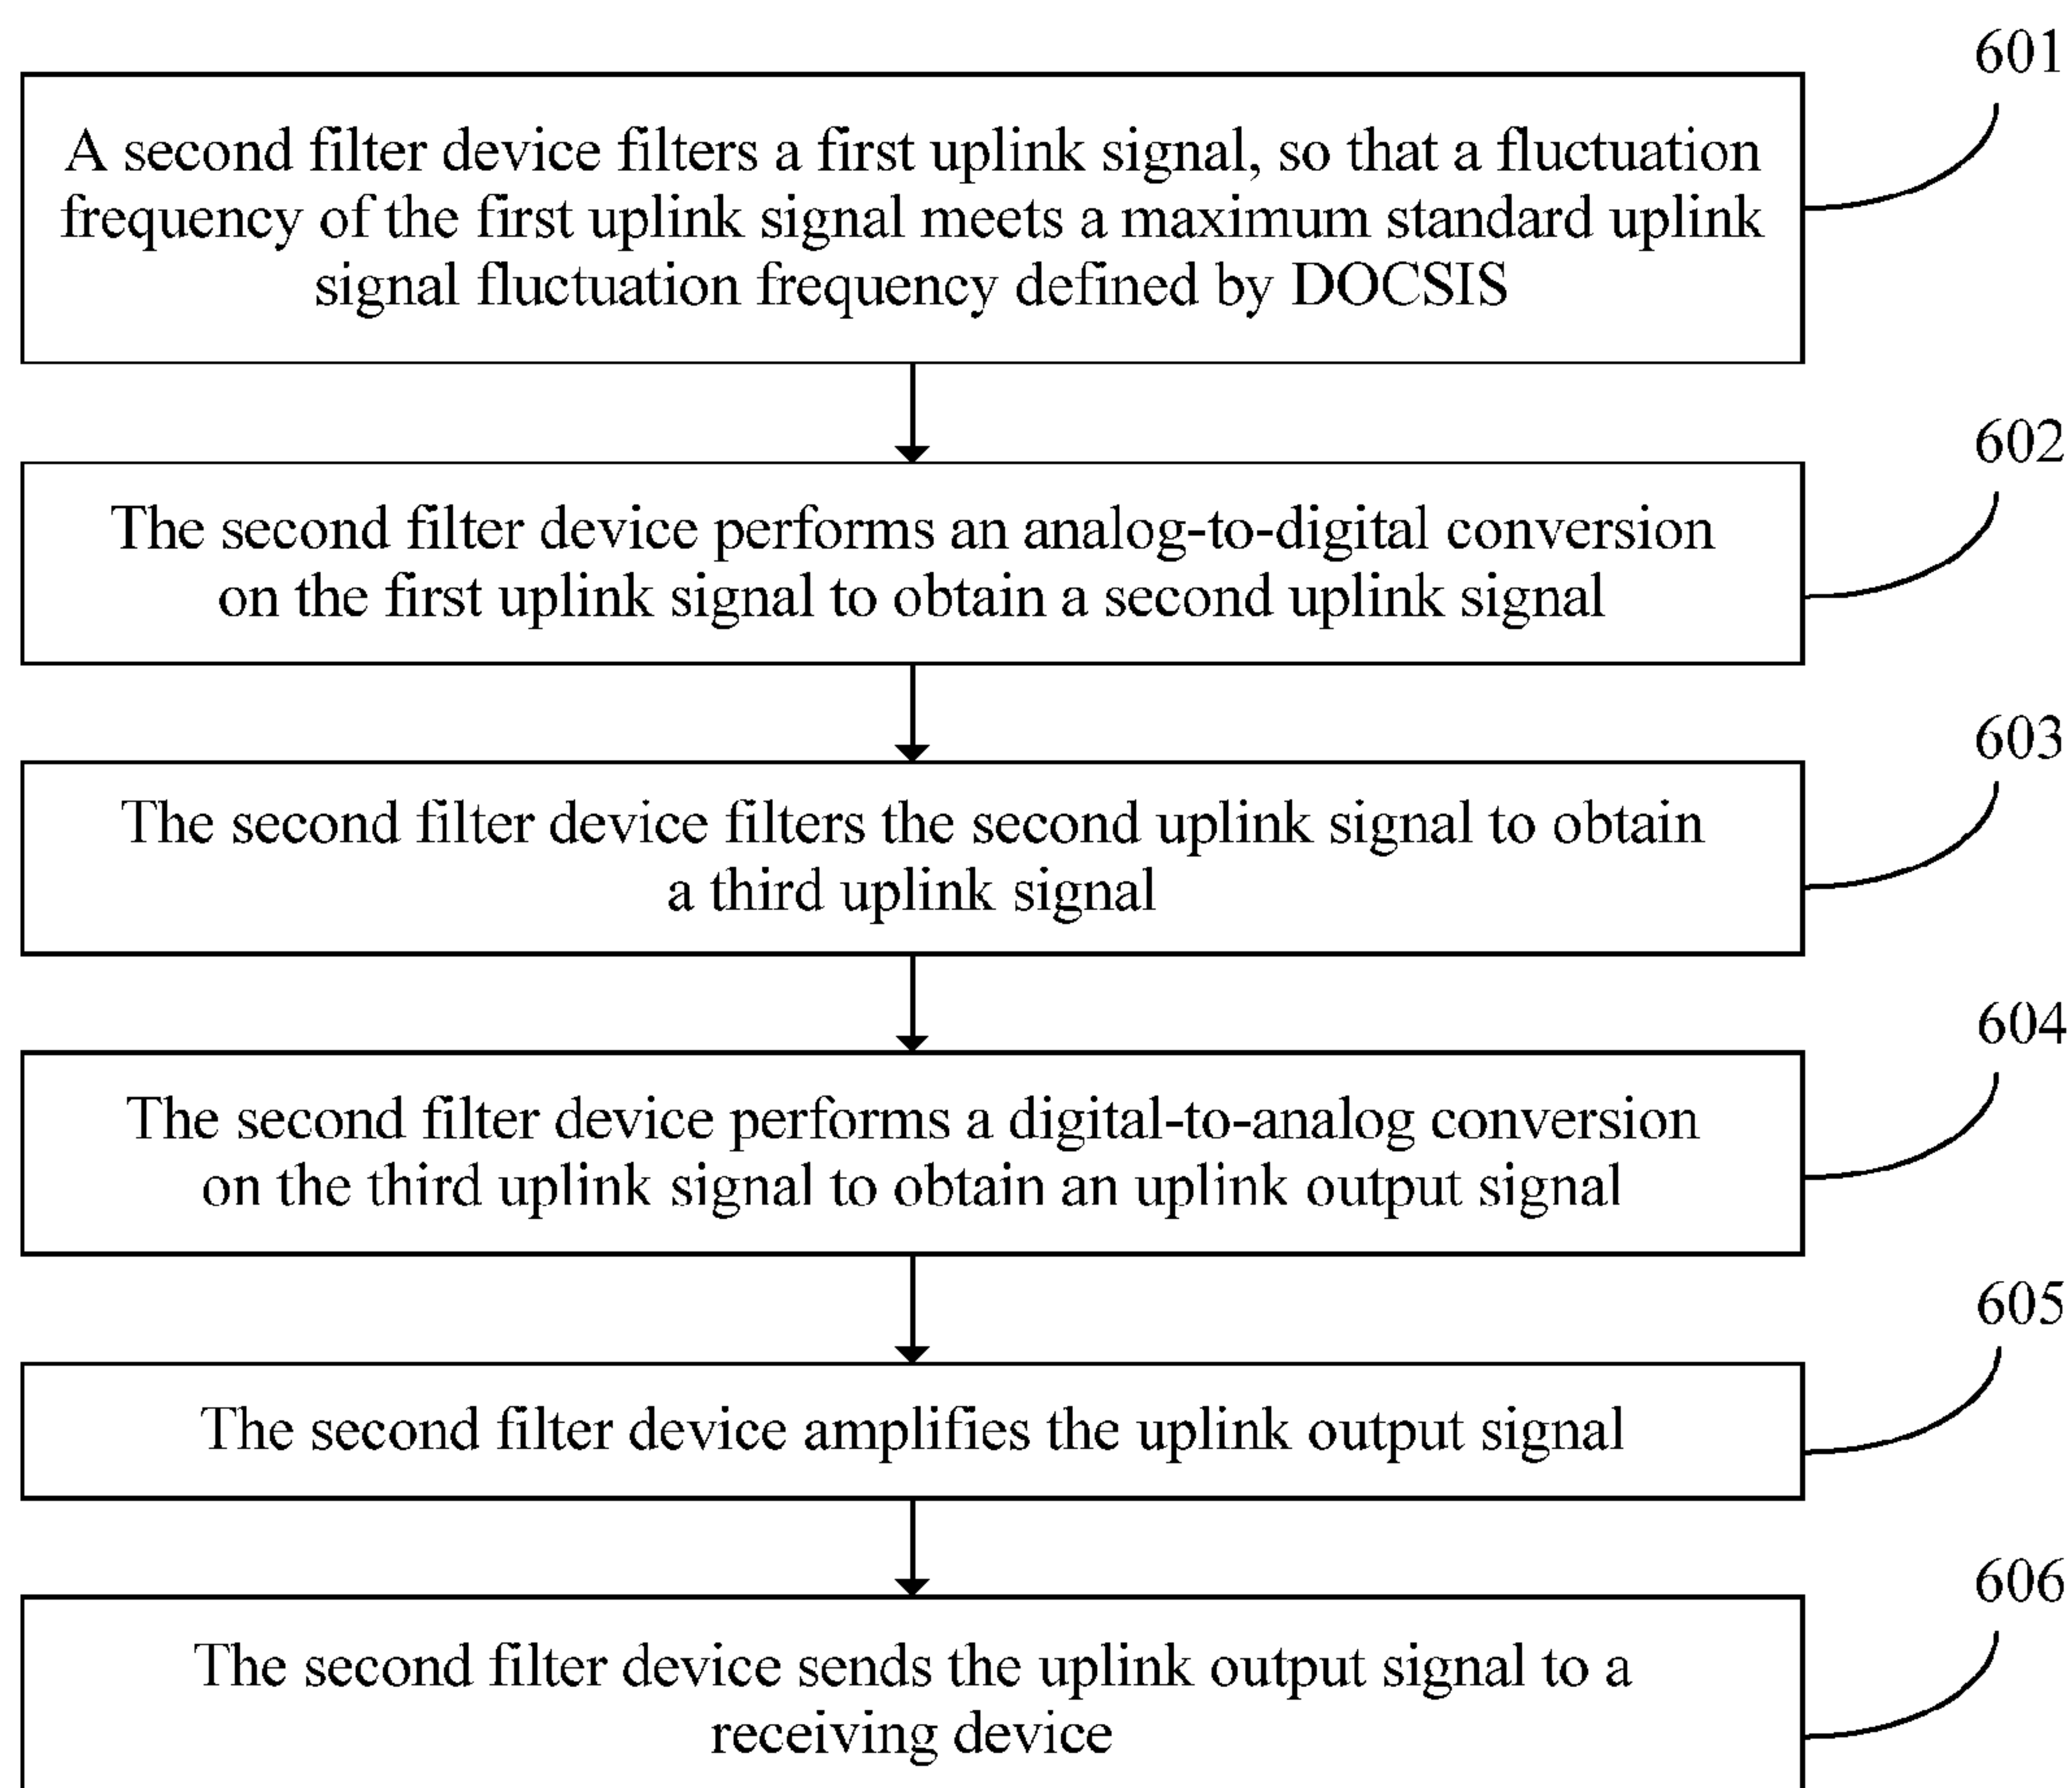 601
A second filter device filters a first uplink signal, so that a fluctuation
frequency of the first uplink signal meets a maximum standard uplink
signal fluctuation frequency defined by DOCSIS
602
The second filter device performs an analog-to-digital conversion
on the first uplink signal to obtain a second uplink signal
603
The second filter device filters the second uplink signal to obtain
a third uplink signal
604
The second filter device performs a digital-to-analog conversion
on the third uplink signal to obtain an uplink output signal
605
The second filter device amplifies the uplink output signal
606
The second filter device sends the uplink output signal to a
receiving device